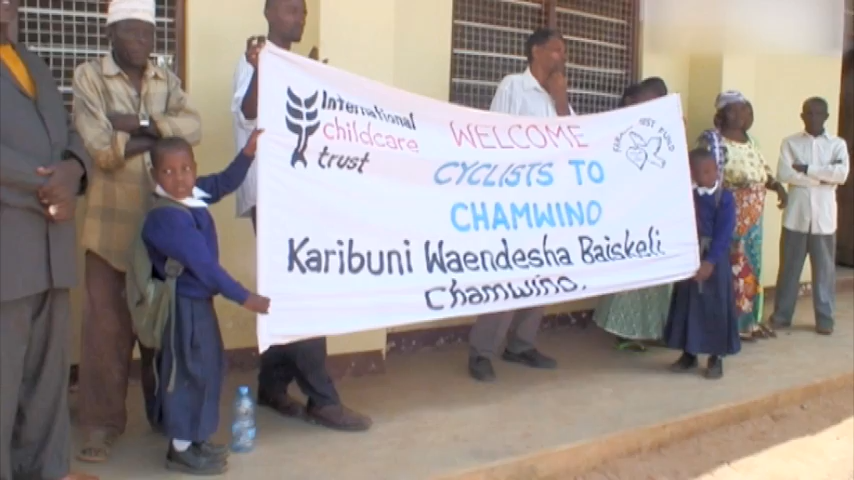 International
childcare
trust
WELCOME
CYCLISTS TO
CHAMWINO
Karibuni Waendesha Baiskeli
Chamwino.